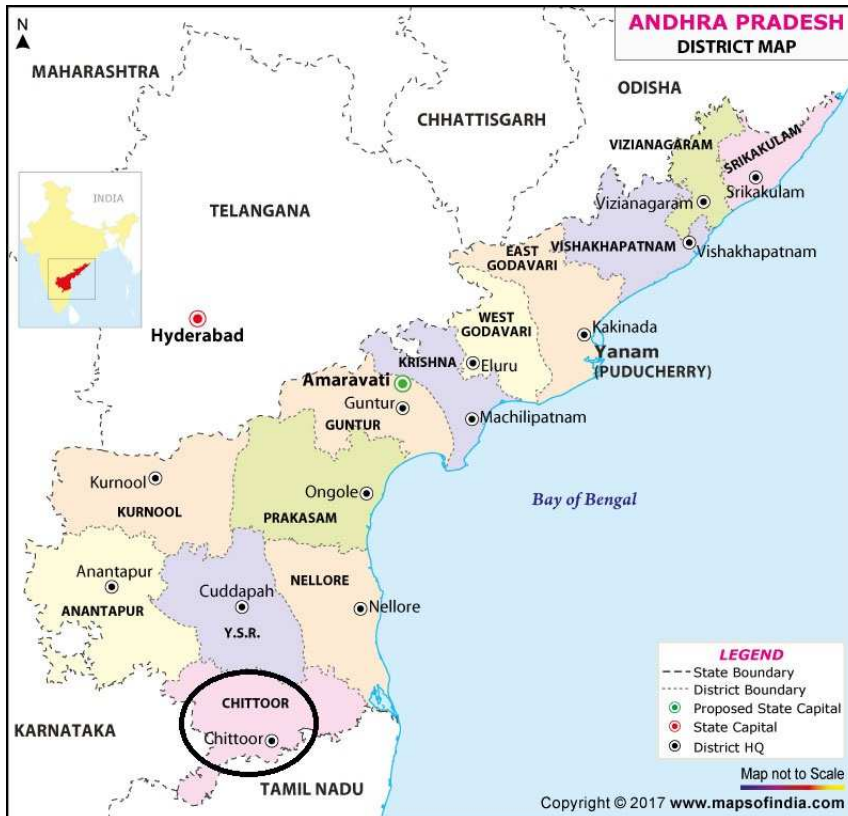 ANDHRA PRADESH
DISTRICT MAP
N
MAHARASHTRA
ODISHA
CHHATTISGARH
VIZIANAGARAM
SRIKAKULAM
Srikakulam
INDIA
TELANGANA
Vizianagaram
VISHAKHAPATNAM
Vishakhapatnam
EAST
GODAVARI
WEST
GODAVARI
Hyderabad
Kakinada
Yanam
(PUDUCHERRY)
KRISHNA
Eluru
Amaravati
Guntur
GUNTUR
Machilipatnam
Kurnool
KURNOOL
Ongole
PRAKASAM
Bay of Bengal
Anantapur
ANANTAPUR
Cuddapah
Y.S.R.
NELLORE
Nellore
CHITTOOR
Chittoor
KARNATAKA
TAMIL NADU
LEGEND
State Boundary
District Boundary
Proposed State Capital
State Capital
District HQ
Map not to Scale
Copyright © 2017 www.mapsofindia.com